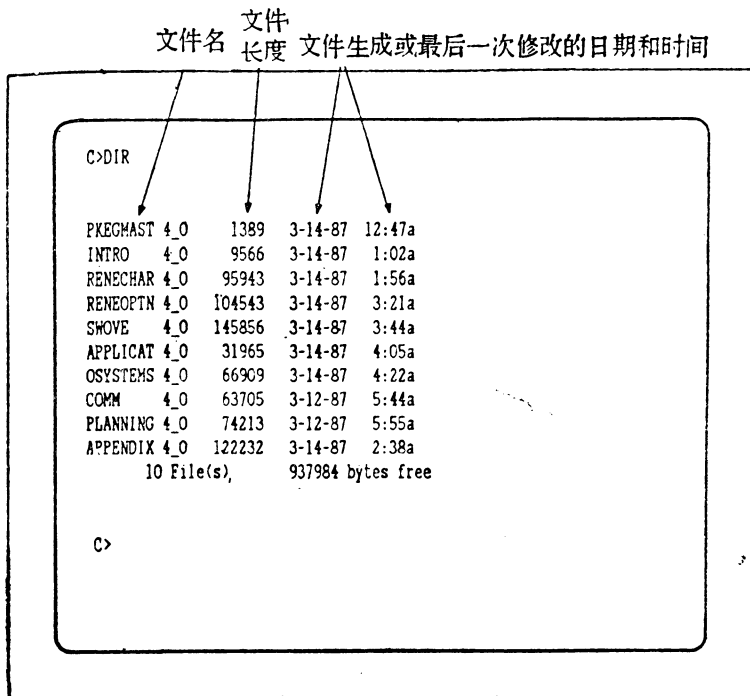 文件名
文件
长度
文件生成或最后一次修改的日期和时间
C>DIR
PKEGMAST 4_0 1389 3-14-87 12:47a
INTRO 4_0 9566 3-14-87 1:02a
RENECHAR 4_0 95943 3-14-87 1:56a
RENEOPTN 4_0 104543 3-14-87 3:21a
SWOVE 4_0 145856 3-14-87 3:44a
APPLICAT 4_0 31965 3-14-87 4:05a
OSYSTEMS 4_0 66909 3-14-87 4:22a
COMM 4_0 63705 3-12-87 5:44a
PLANNING 4_0 74213 3-12-87 5:55a
APPENDIX 4_0 122232 3-14-87 2:38a
10 File(s), 937984 bytes free
C>